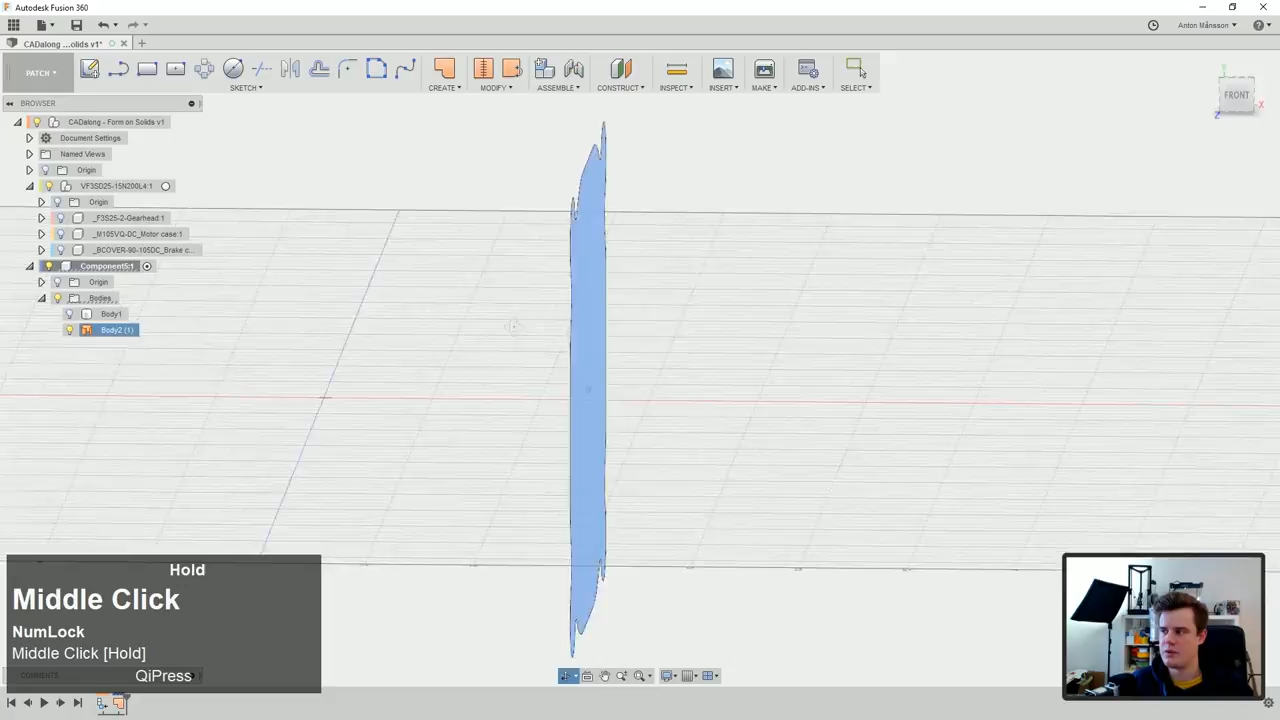 Autodesk Fusion 360
Anton Månsson
CADalong ...olids v1*
PATCH
SKETCH
CREATE
MODIFY
ASSEMBLE
CONSTRUCT
INSPECT
INSERT
MAKE
ADD-INS
SELECT
FRONT
X
Z
BROWSER
CADalong - Form on Solids v1
Document Settings
Named Views
Origin
VF3SD25-15N200L4:1
Origin
_F3S25-2-Gearhead:1
_M105VQ-DC_Motor case:1
_BCOVER-90-105DC_Brake c...
Component5:1
Origin
Bodies
Body1
Body2 (1)
Hold
Middle Click
NumLock
Middle Click [Hold]
QiPress
COMMENTS